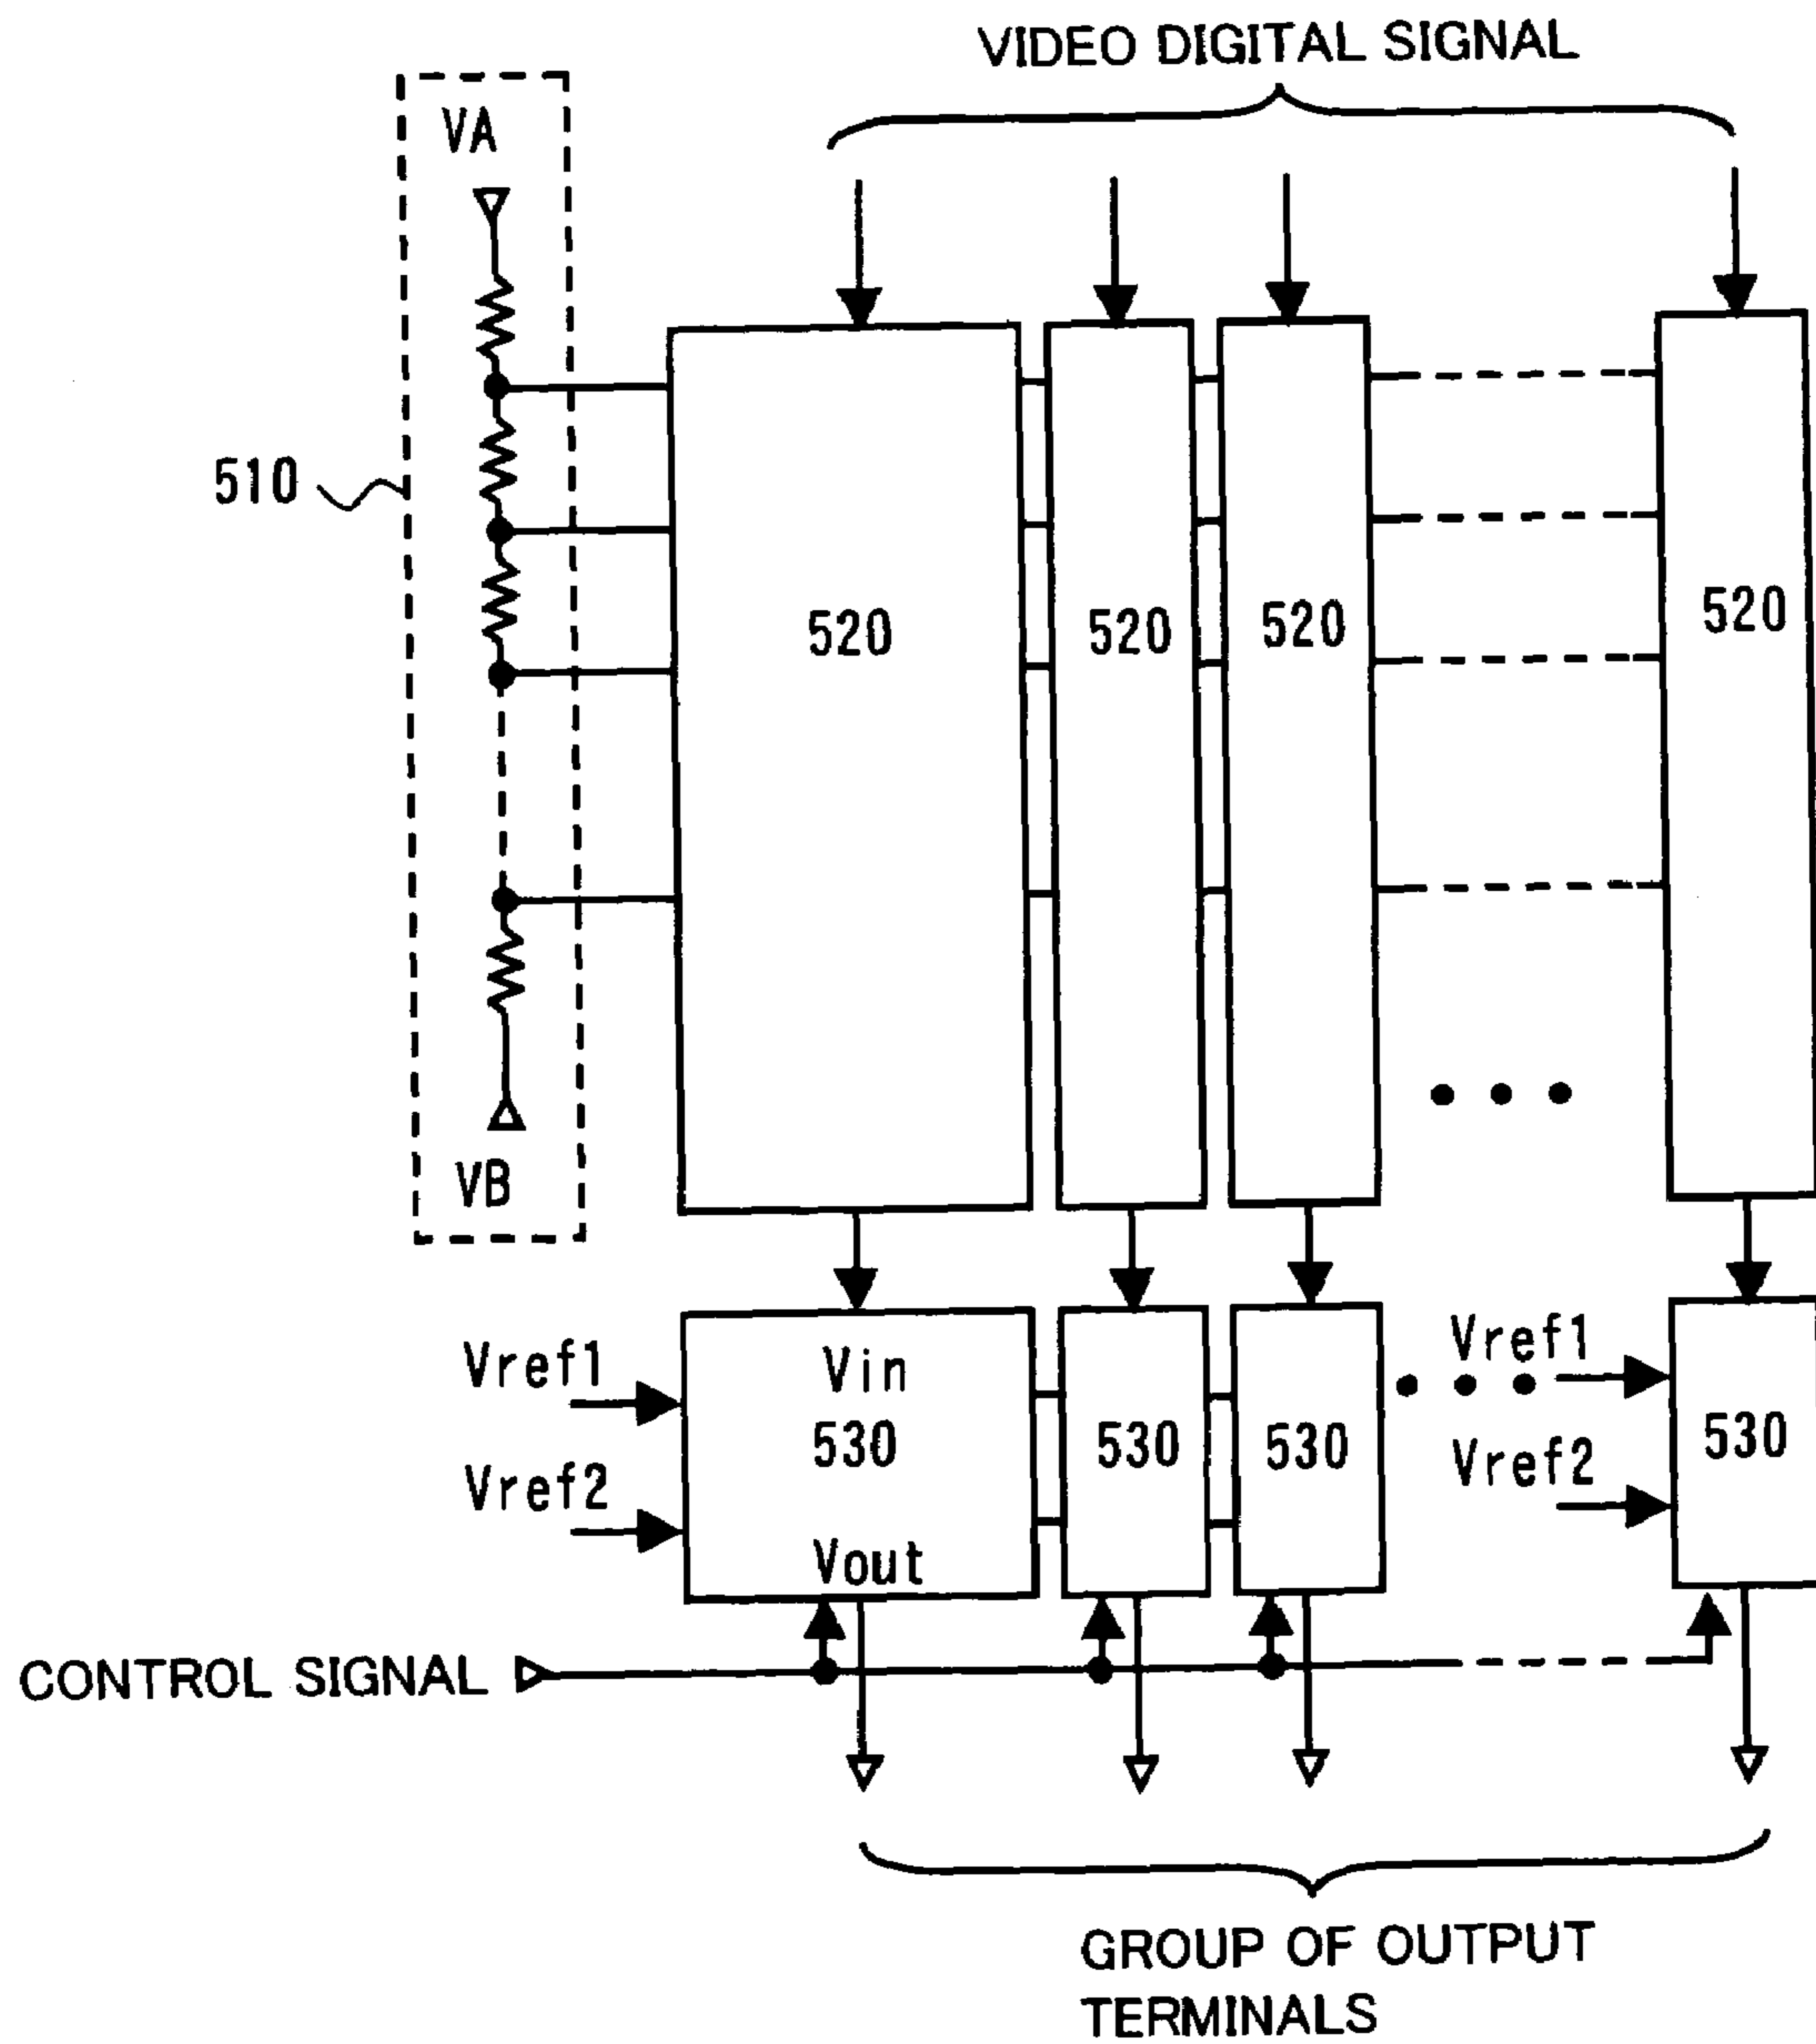 VIDEO DIGITAL SIGNAL
VA
510
520
520
520
520
VB
Vref1
Vin
Vref1
530
530
530
530
Vref2
Vref2
Vout
CONTROL SIGNAL
GROUP OF OUTPUT
TERMINALS